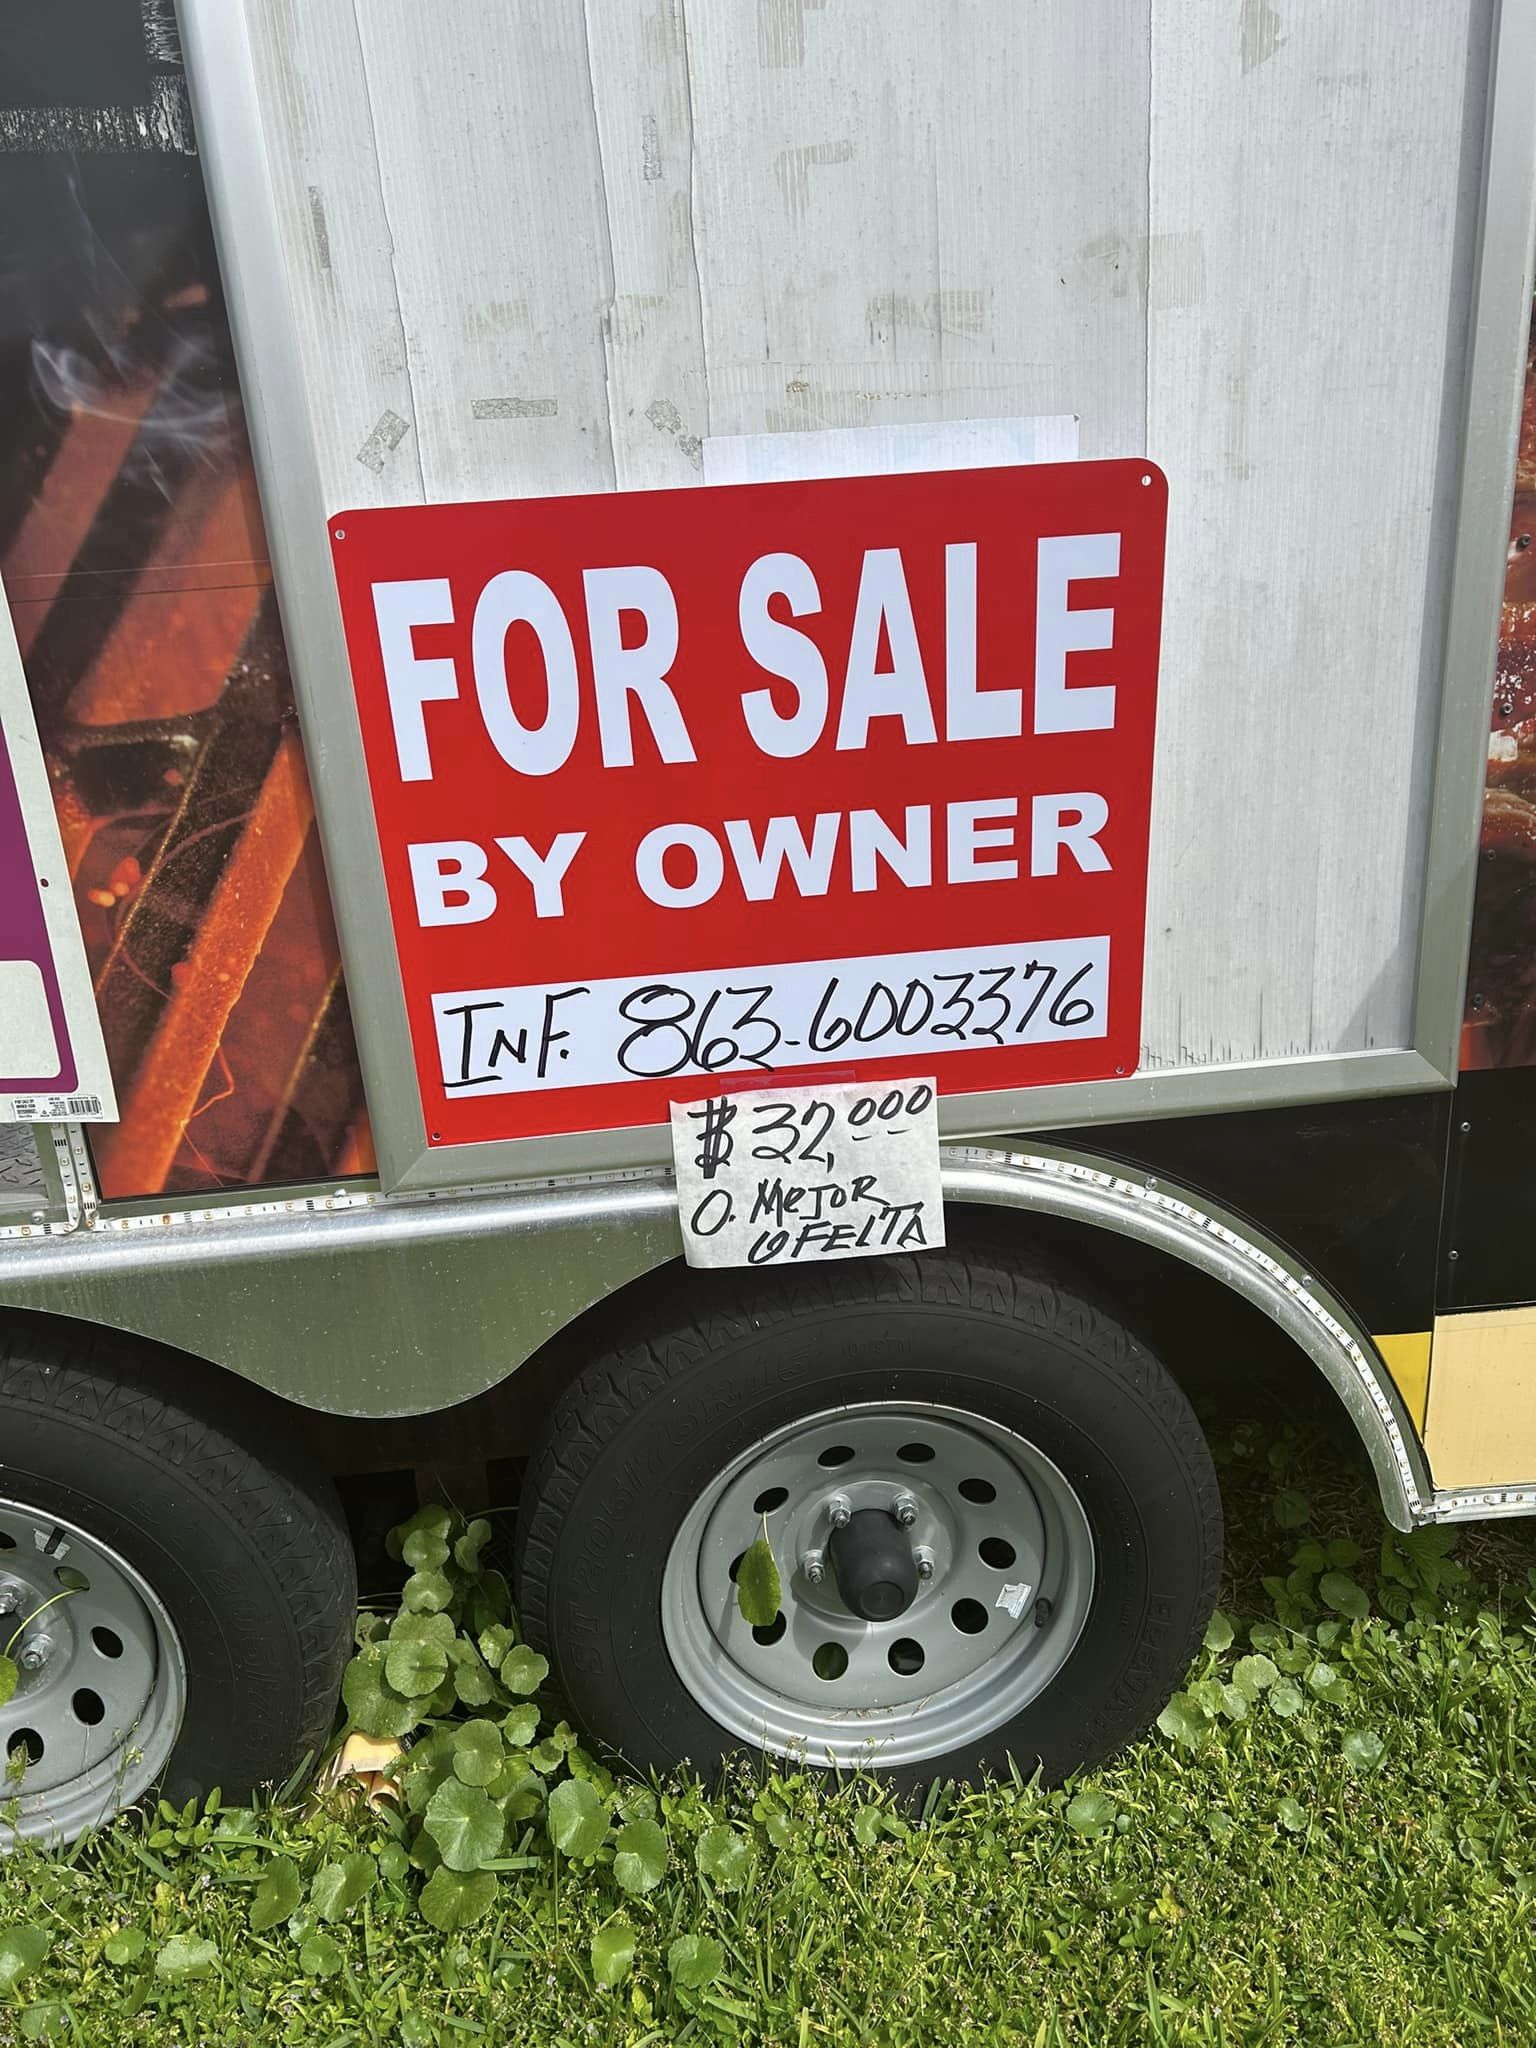 FOR SALE
BY OWNER
INF. 863-6003376
$32,000
O. MEJOR
OFELTA